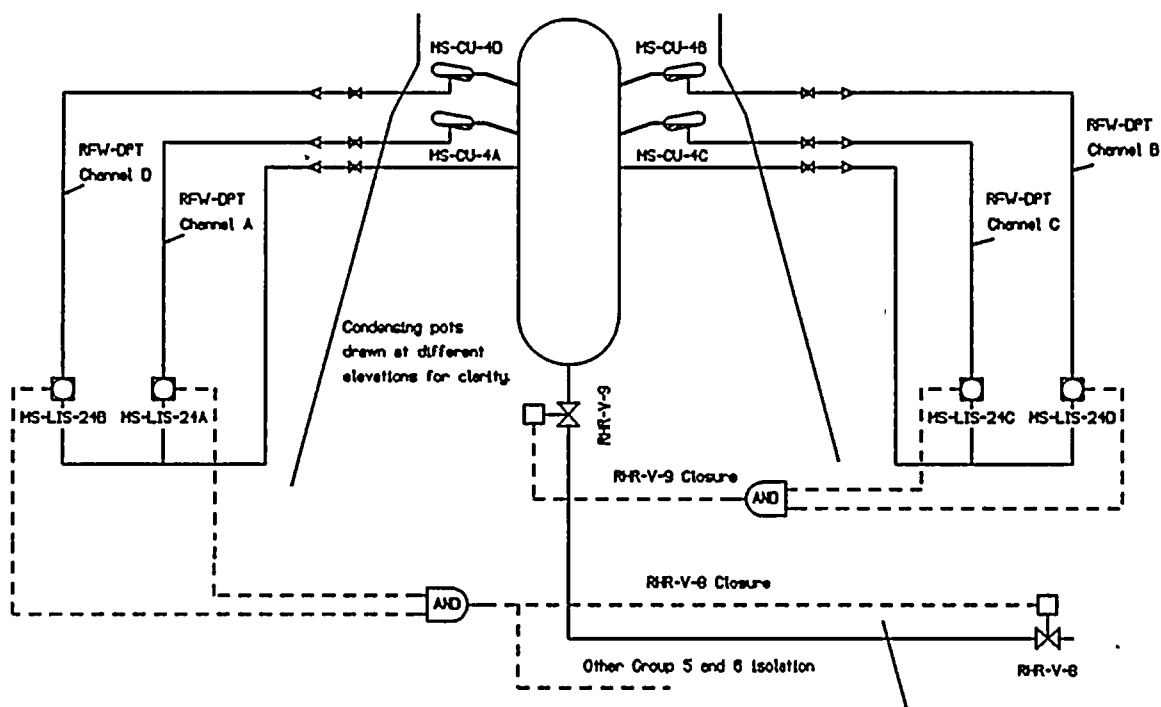 MS-CU-4D
MS-CU-4B
MS-CU-4A
MS-CU-4C
RFW-DPT
Channel D
RFW-DPT
Channel A
RFW-DPT
Channel C
RFW-DPT
Channel B
Condensing pots
drawn at different
elevations for clarity.
MS-LIS-24B
MS-LIS-24A
RHR-V-9
MS-LIS-24C
MS-LIS-24D
RHR-V-9 Closure
AND
RHR-V-8 Closure
AND
Other Group 5 and 6 Isolation
RHR-V-8